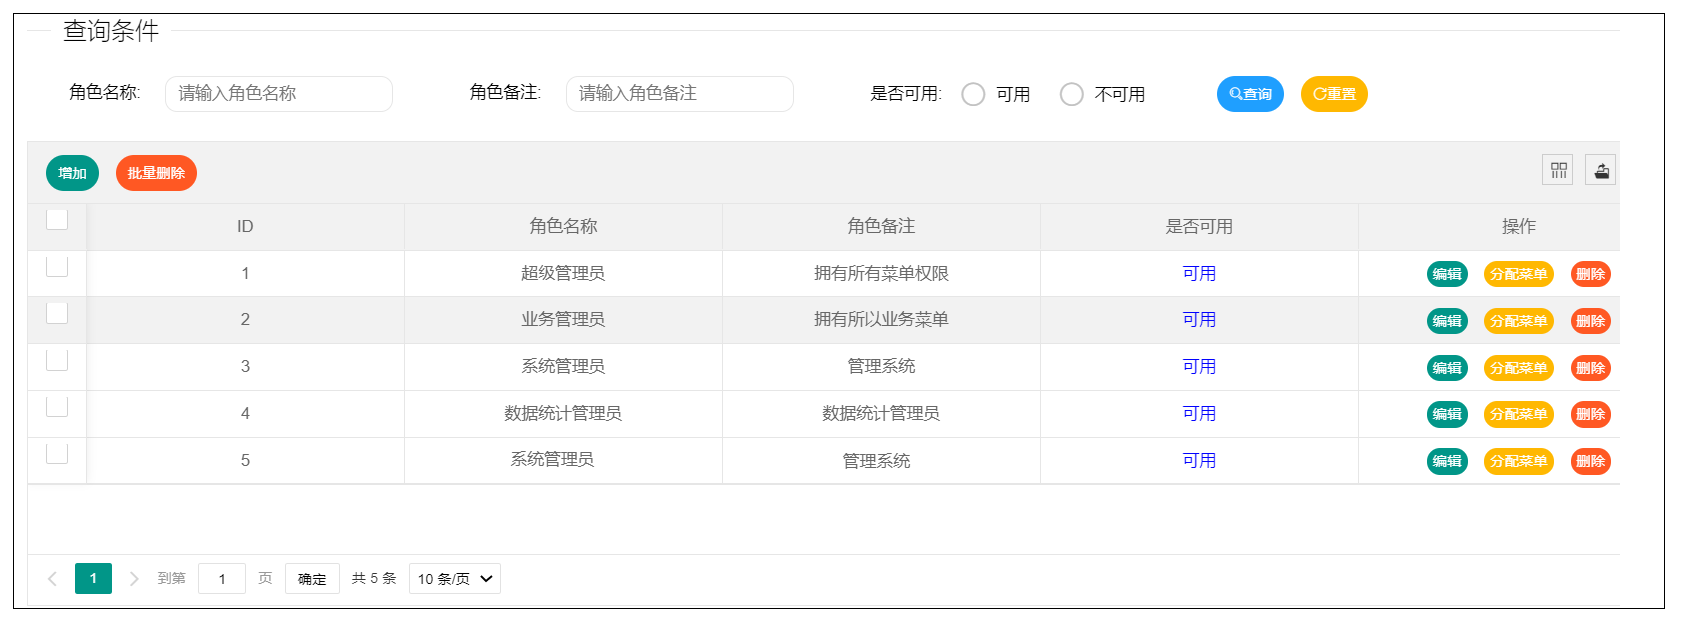 查询条件
角色名称: 请输入角色名称 角色备注: 请输入角色备注 是否可用: 可用 不可用 查询 重置
增加 批量删除
ID 角色名称 角色备注 是否可用 操作
1 超级管理员 拥有所有菜单权限 可用 编辑 分配菜单 删除
2 业务管理员 拥有所以业务菜单 可用 编辑 分配菜单 删除
3 系统管理员 管理系统 可用 编辑 分配菜单 删除
4 数据统计管理员 数据统计管理员 可用 编辑 分配菜单 删除
5 系统管理员 管理系统 可用 编辑 分配菜单 删除
1 到第 1 页 确定 共 5 条 10 条/页